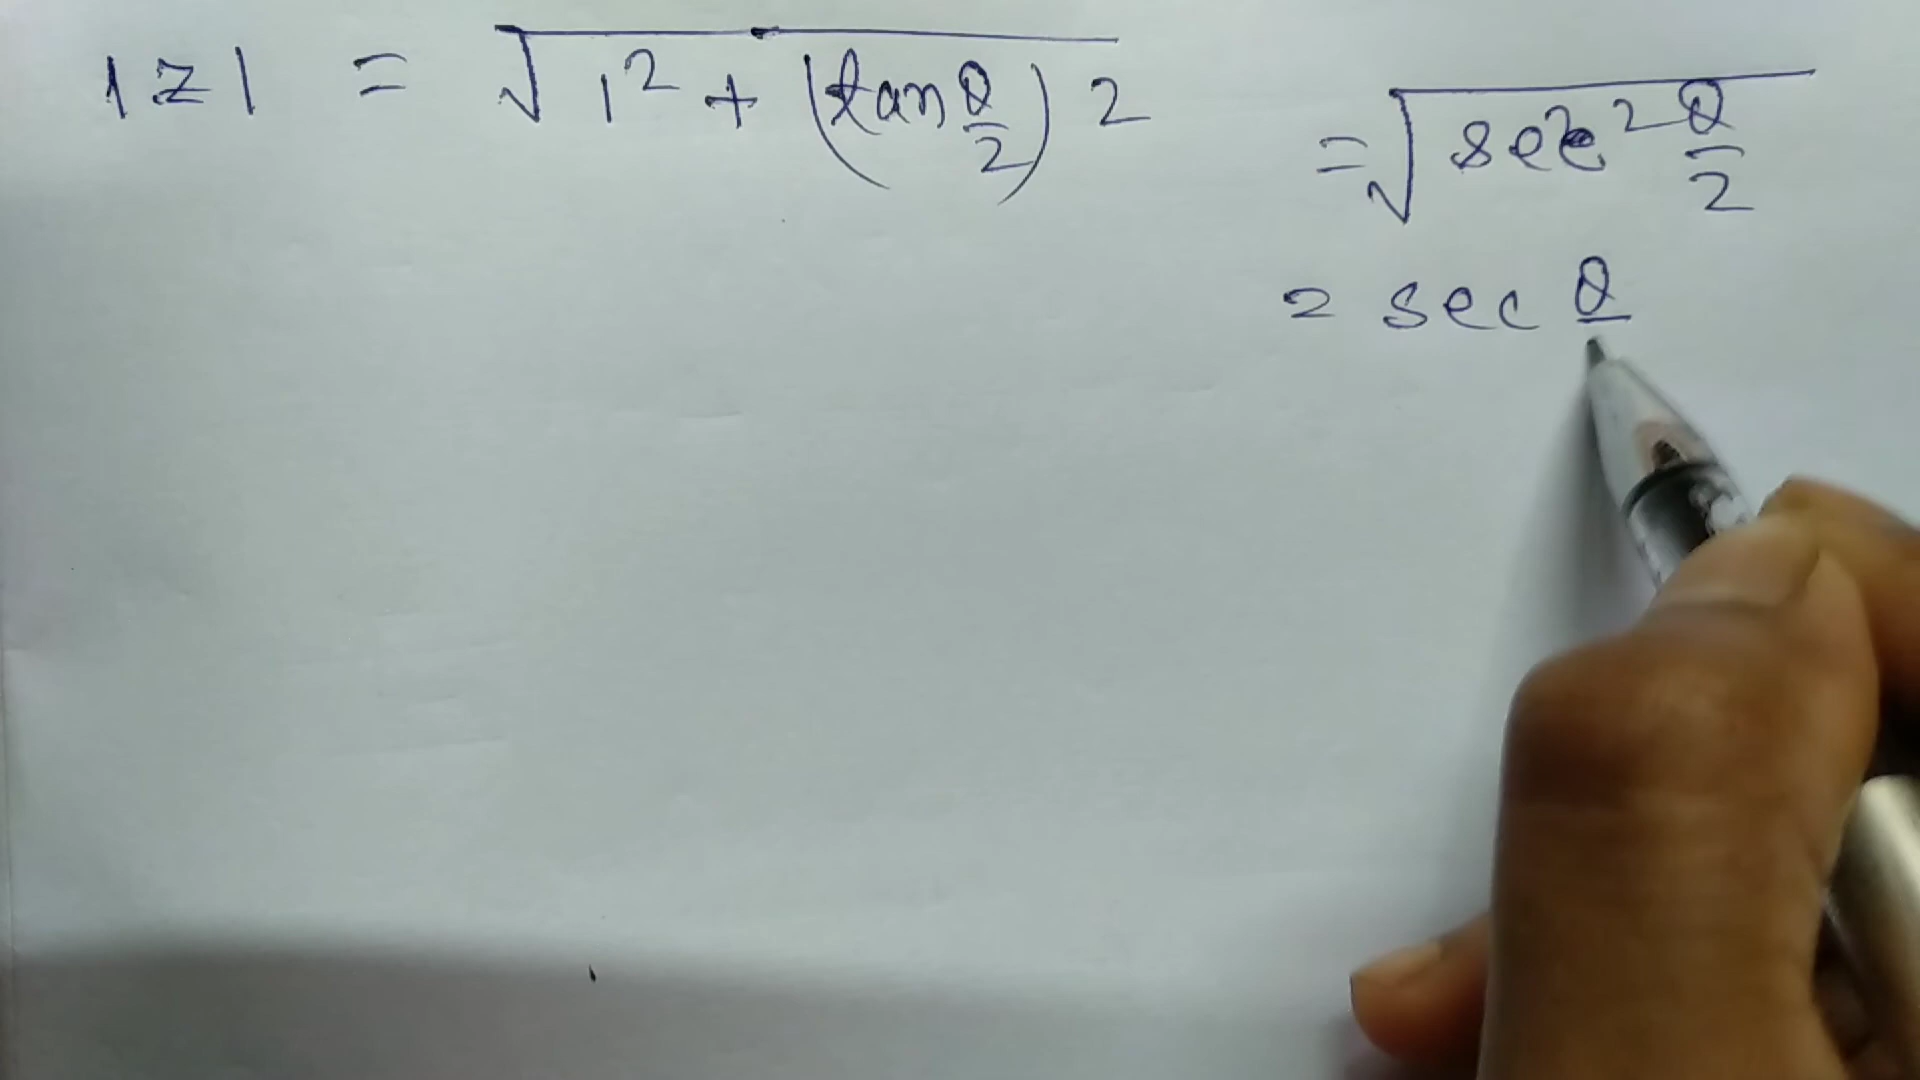 |z| = √(1² + (tan θ/2)²) = √(sec² θ/2)
= sec θ